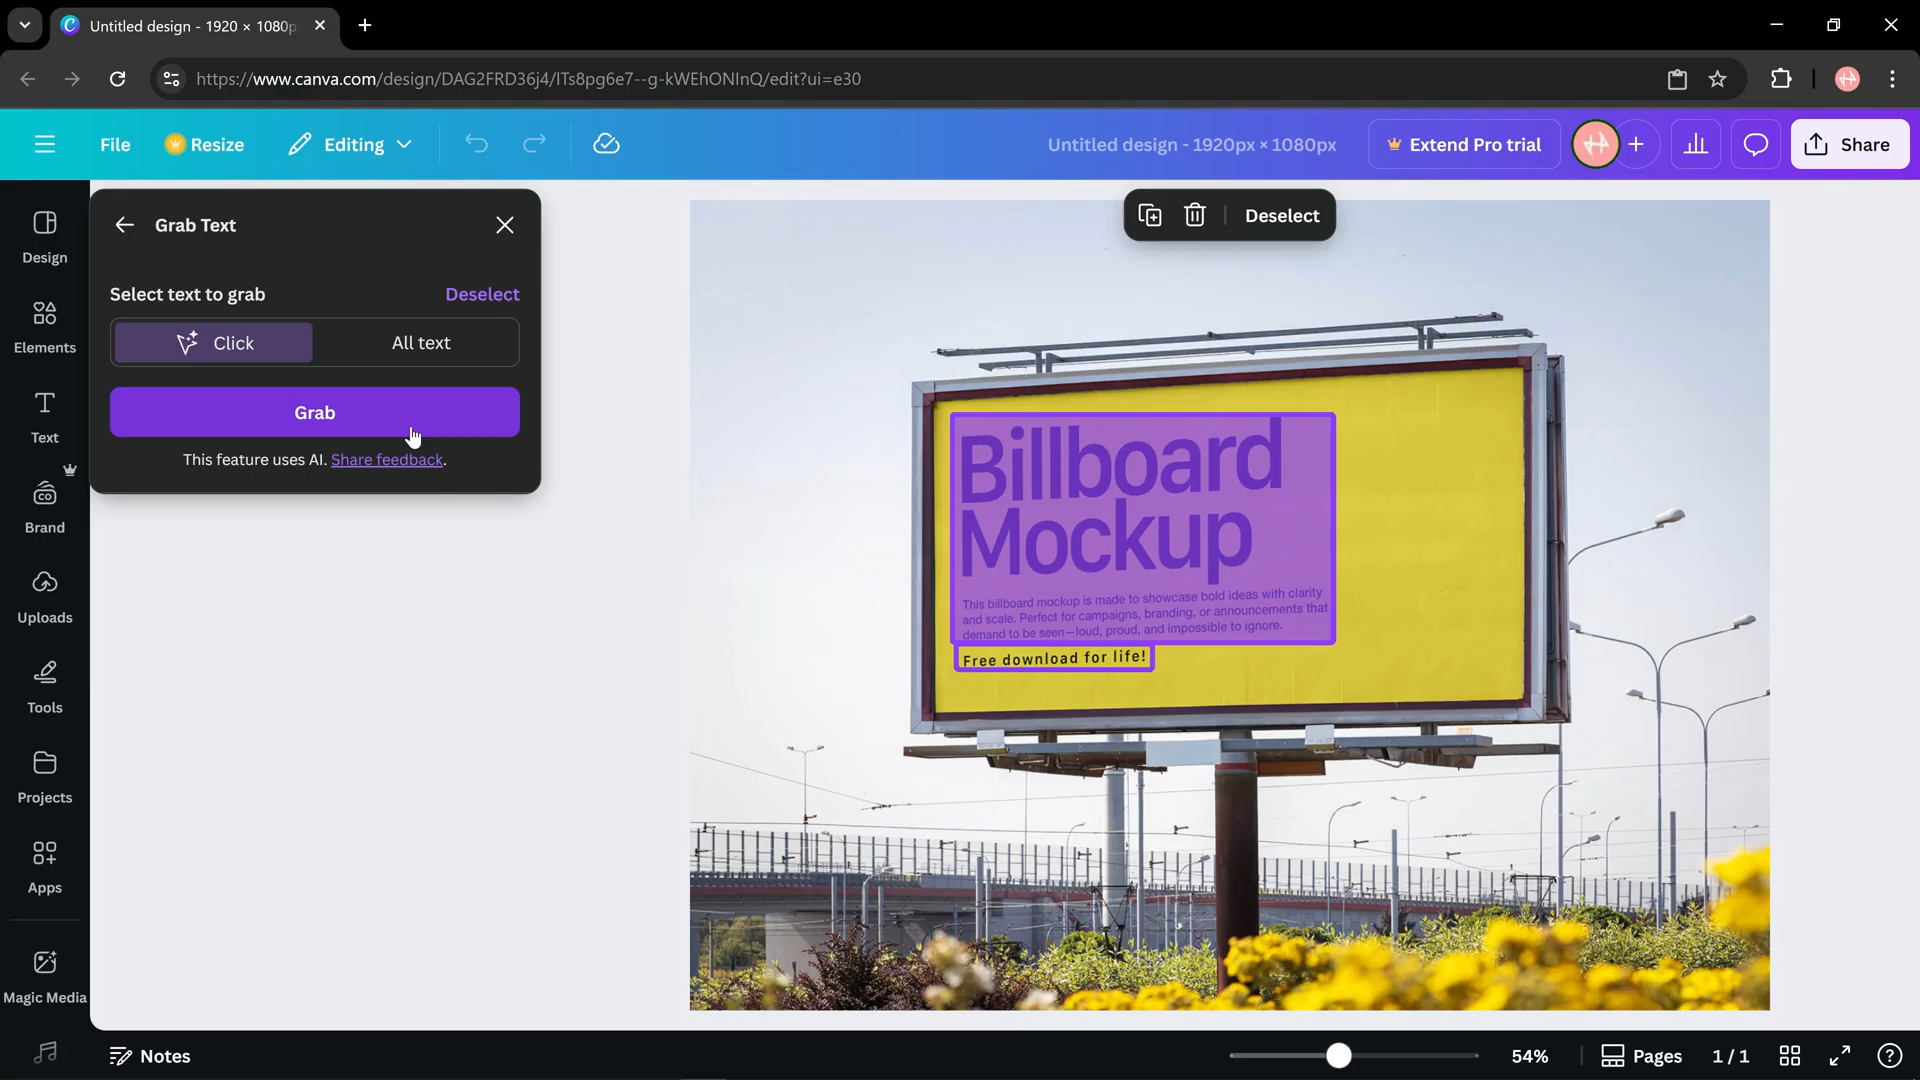 Untitled design - 1920 × 1080p
https://www.canva.com/design/DAG2FRD36j4/ITs8pg6e7--g-kWEhONInQ/edit?ui=e30
File
Resize
Editing
Untitled design - 1920px × 1080px
Extend Pro trial
Share
Design
Elements
Text
Brand
Uploads
Tools
Projects
Apps
Magic Media
Grab Text
Select text to grab
Deselect
Click
All text
Grab
This feature uses AI. Share feedback.
Deselect
Billboard
Mockup
This billboard mockup is made to showcase bold ideas with clarity
and scale. Perfect for campaigns, branding, or announcements that
demand to be seen—loud, proud, and impossible to ignore.
Free download for life!
Notes
54%
Pages
1 / 1